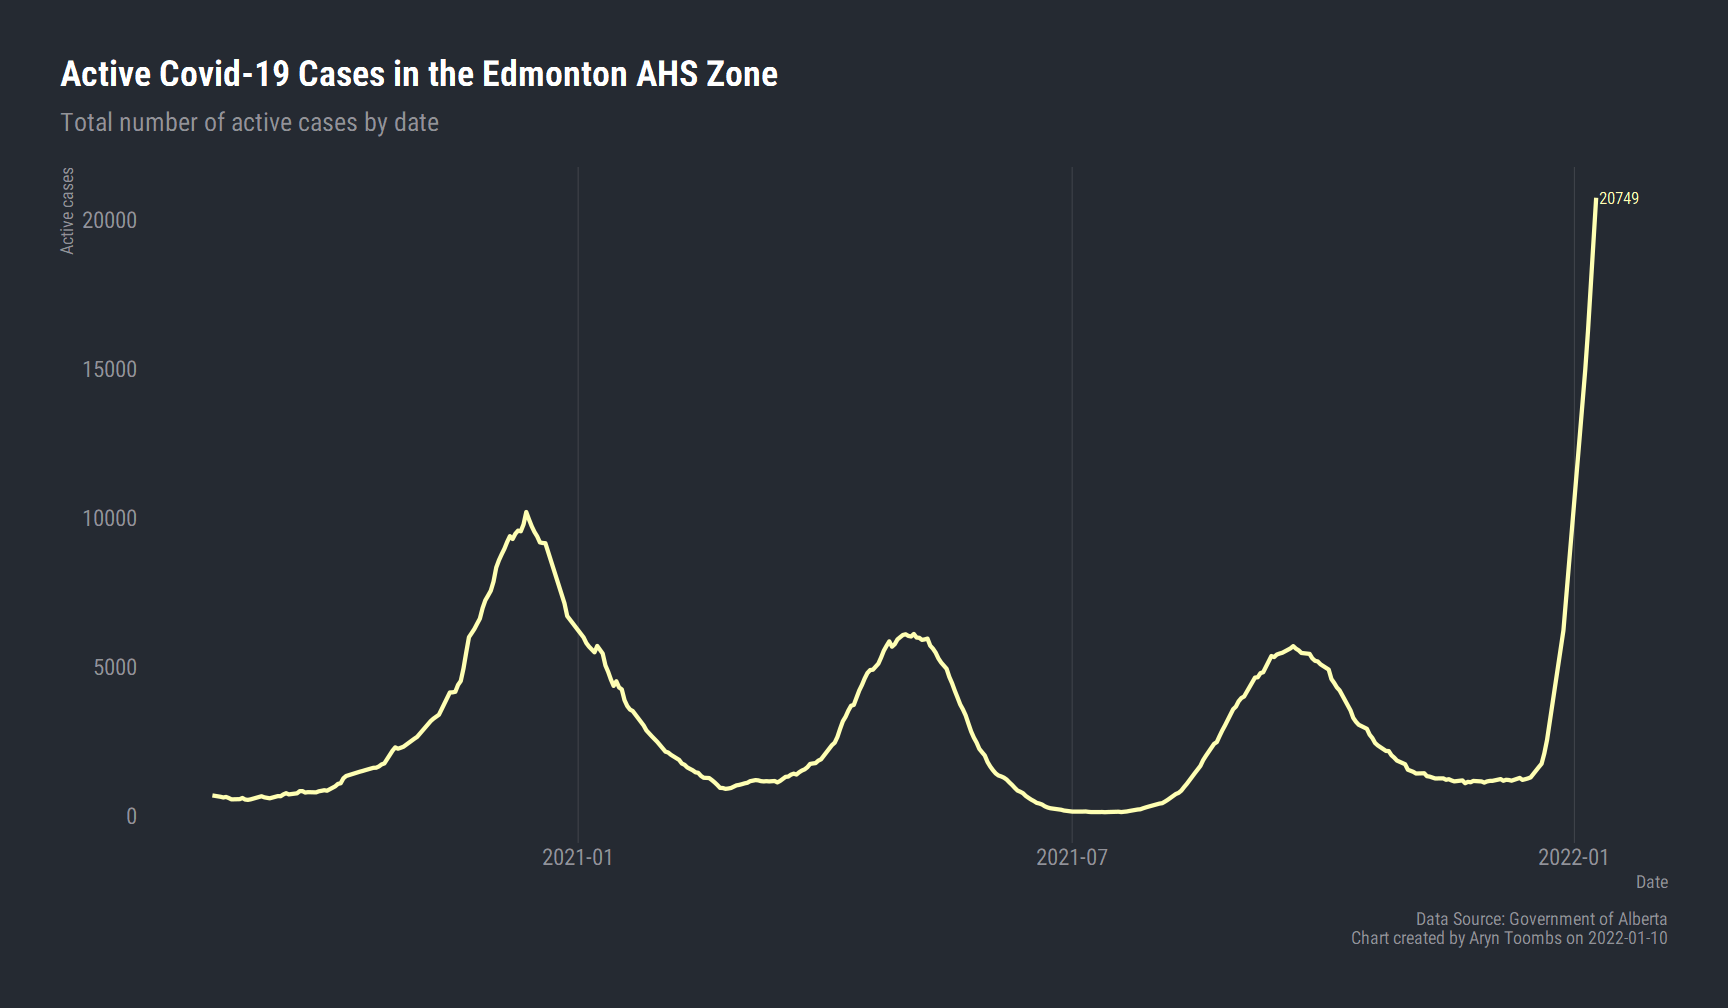 Active Covid-19 Cases in the Edmonton AHS Zone
Total number of active cases by date
Active cases
20000
15000
10000
5000
0
20749
2021-01
2021-07
2022-01
Date
Data Source: Government of Alberta
Chart created by Aryn Toombs on 2022-01-10